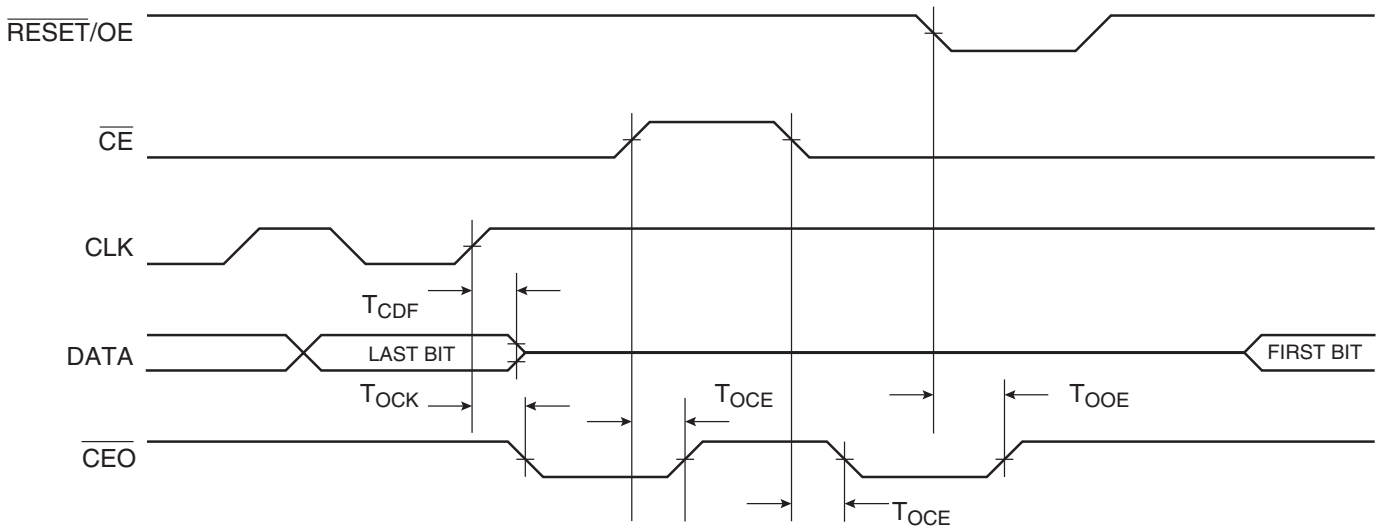 RESET/OE
CE
CLK
T_CDF
DATA LAST BIT FIRST BIT
T_OCK T_OCE T_OOE
CEO
T_OCE